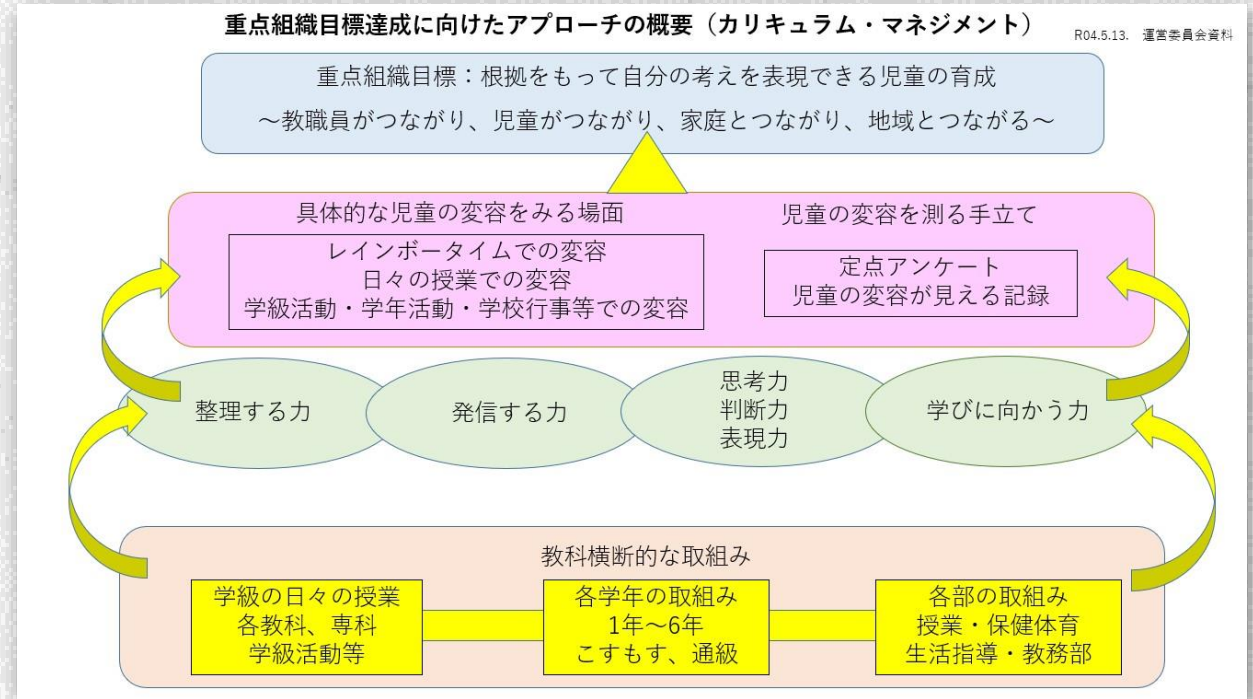 重点組織目標達成に向けたアプローチの概要（カリキュラム・マネジメント）
R04.5.13. 運営委員会資料
重点組織目標：根拠をもって自分の考えを表現できる児童の育成
～教職員がつながり、児童がつながり、家庭とつながり、地域とつながる～
具体的な児童の変容をみる場面
レインボータイムでの変容
日々の授業での変容
学級活動・学年活動・学校行事等での変容
児童の変容を測る手立て
定点アンケート
児童の変容が見える記録
整理する力
発信する力
思考力
判断力
表現力
学びに向かう力
教科横断的な取組み
学級の日々の授業
各教科、専科
学級活動等
各学年の取組み
1年～6年
こすもす、通級
各部の取組み
授業・保健体育
生活指導・教務部